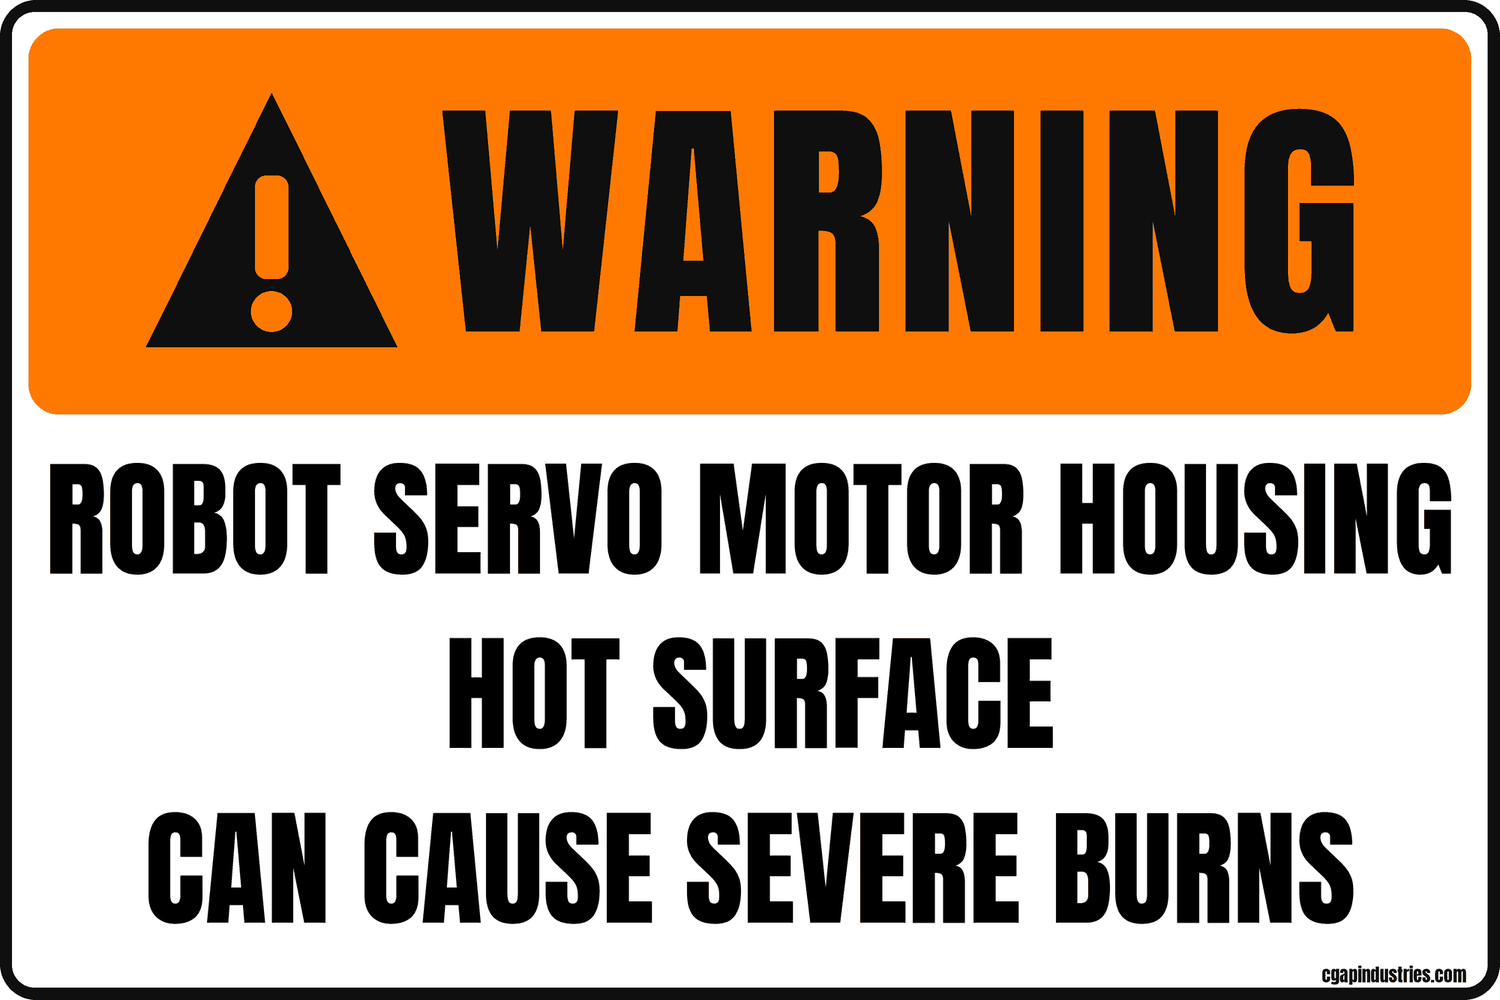 WARNING
ROBOT SERVO MOTOR HOUSING
HOT SURFACE
CAN CAUSE SEVERE BURNS
cgapindustries.com